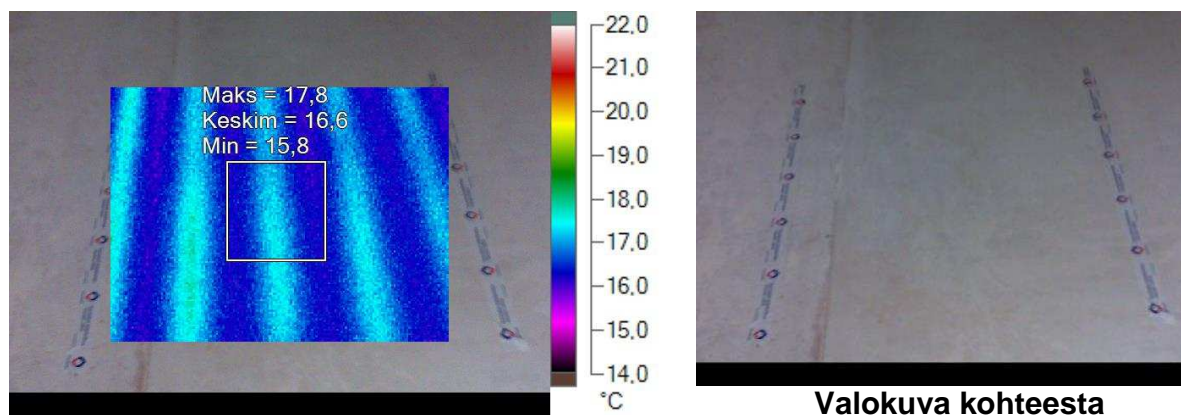 Maks = 17,8
Keskim = 16,6
Min = 15,8
22,0
21,0
20,0
19,0
18,0
17,0
16,0
15,0
14,0
°C
Valokuva kohteesta